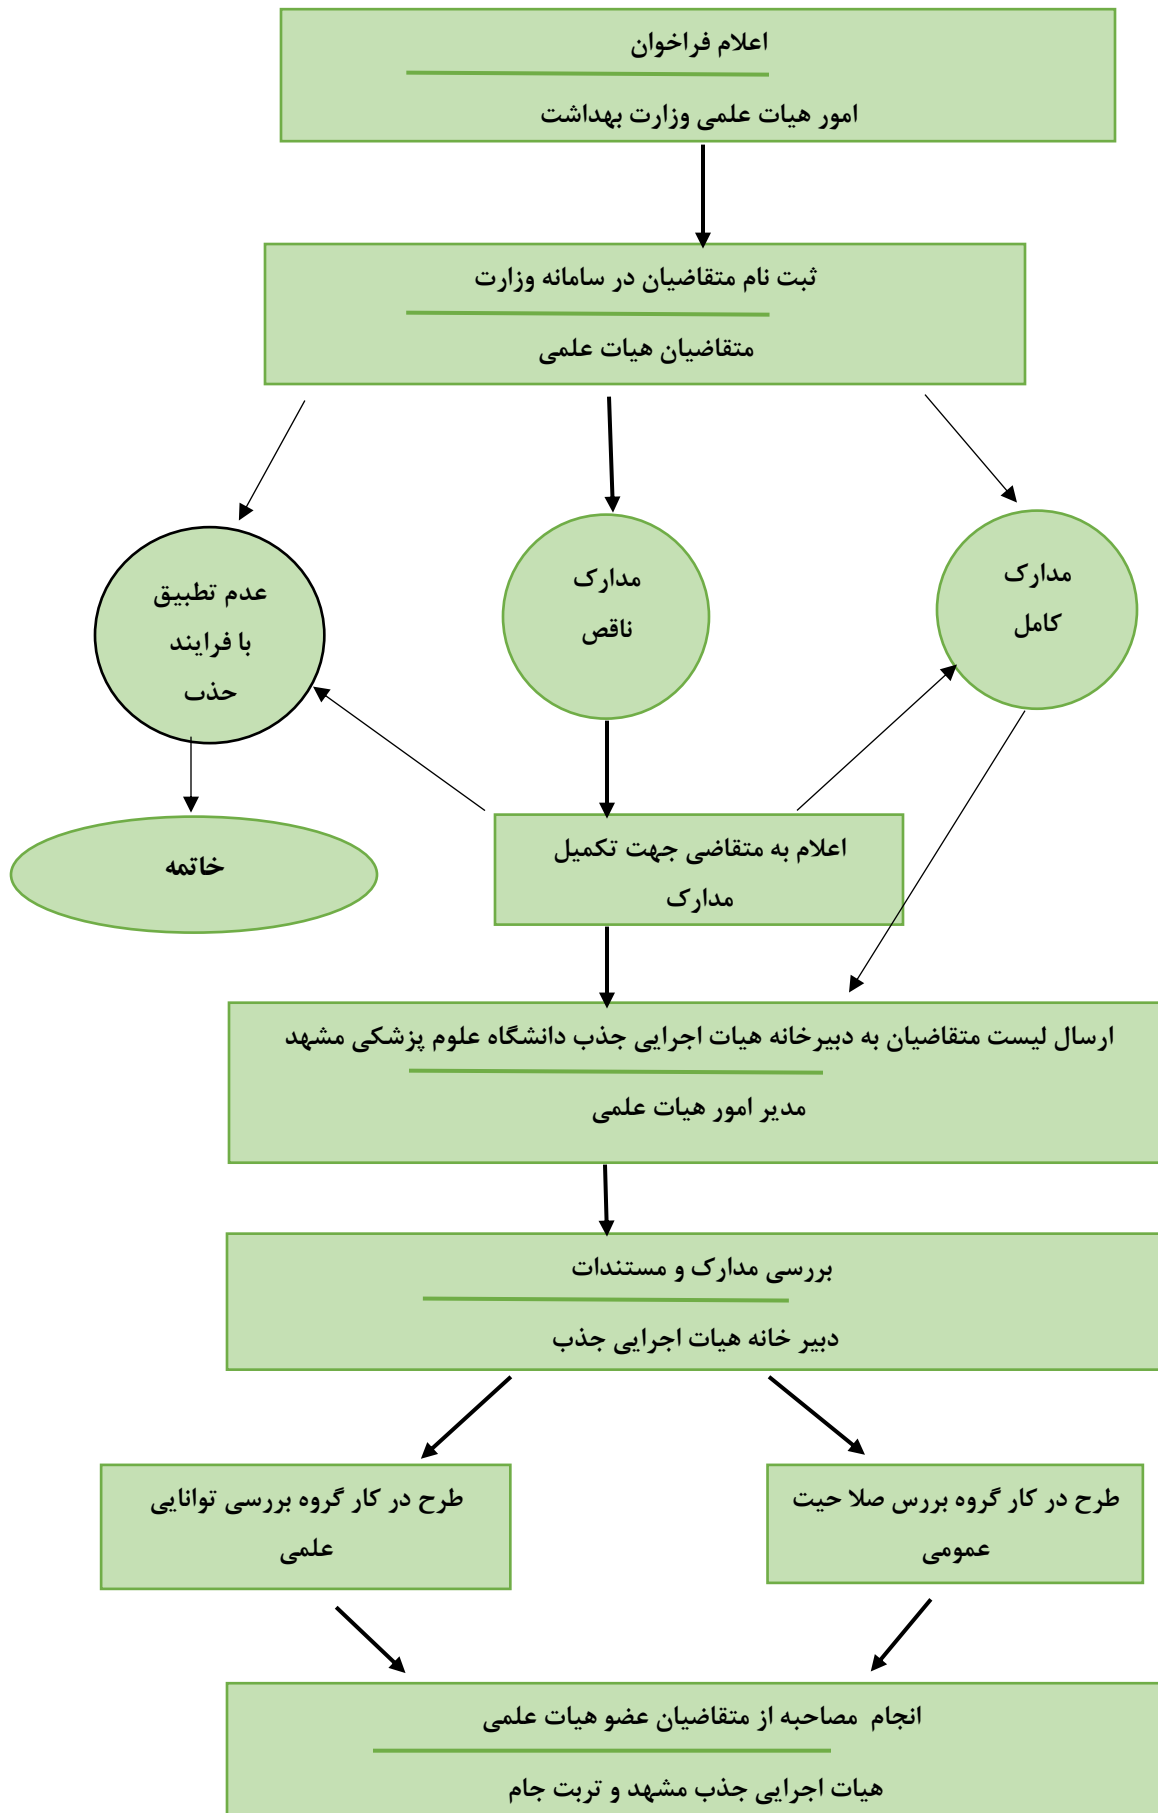 اعلام فراخوان
امور هیات علمی وزارت بهداشت
ثبت نام متقاضیان در سامانه وزارت
متقاضیان هیات علمی
مدارک
کامل
مدارک
ناقص
عدم تطبیق
با فرایند
حذب
اعلام به متقاضی جهت تکمیل
مدارک
خاتمه
ارسال لیست متقاضیان به دبیرخانه هیات اجرایی جذب دانشگاه علوم پزشکی مشهد
مدیر امور هیات علمی
بررسی مدارک و مستندات
دبیر خانه هیات اجرایی جذب
طرح در کار گروه بررس صلا حیت
عمومی
طرح در کار گروه بررسی توانایی
علمی
انجام مصاحبه از متقاضیان عضو هیات علمی
هیات اجرایی جذب مشهد و تربت جام